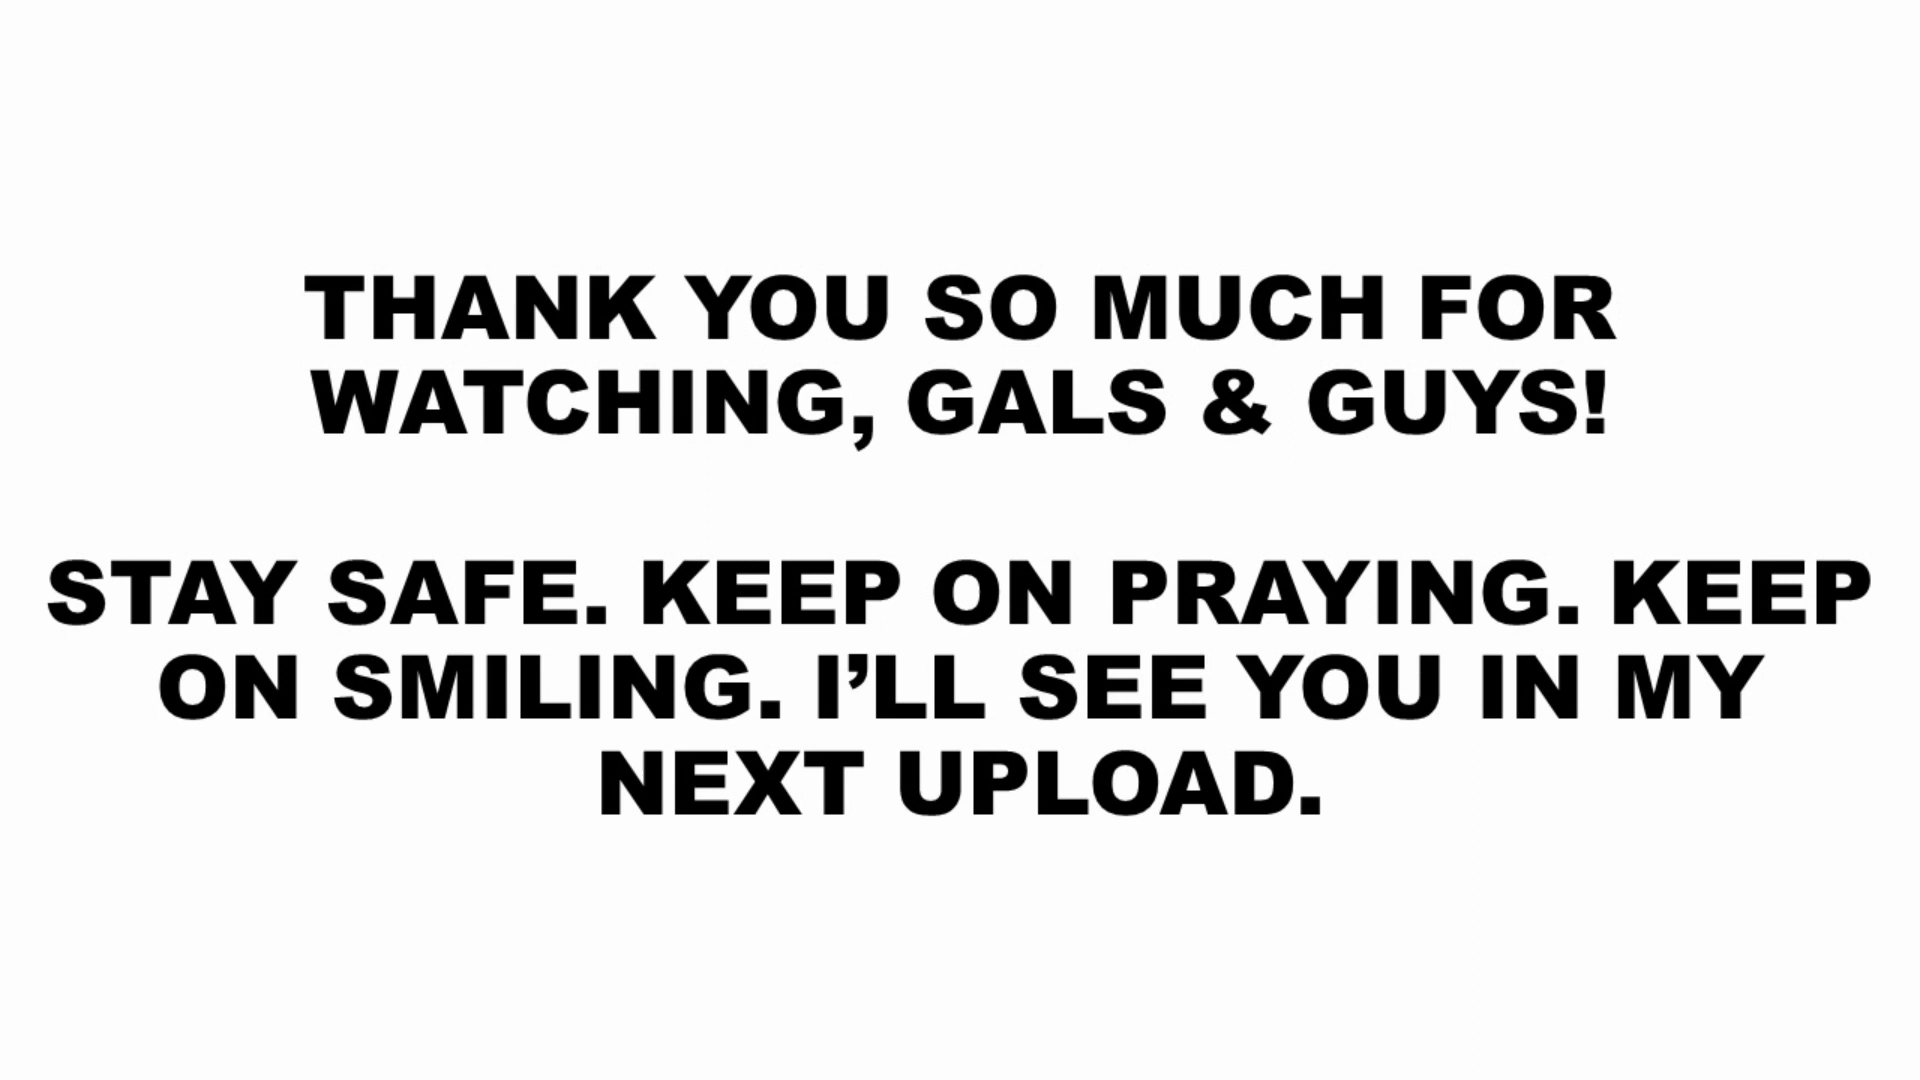 THANK YOU SO MUCH FOR
WATCHING, GALS & GUYS!
STAY SAFE. KEEP ON PRAYING. KEEP
ON SMILING. I’LL SEE YOU IN MY
NEXT UPLOAD.